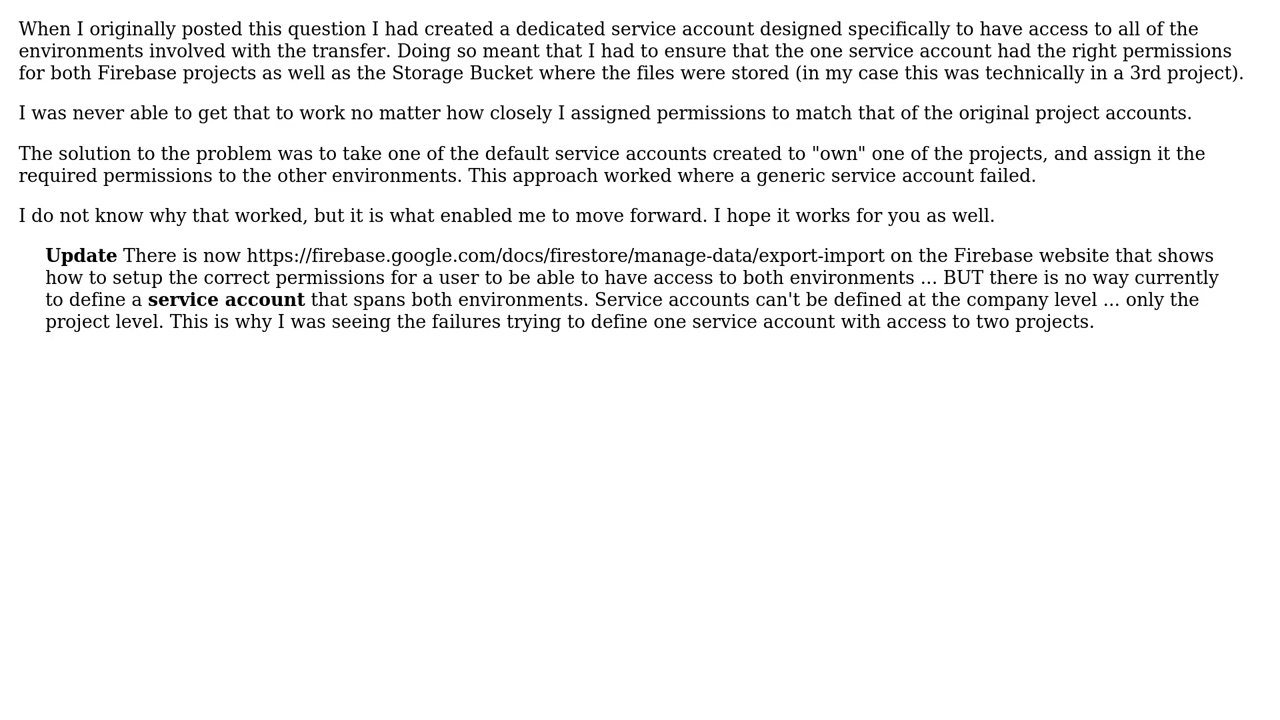 When I originally posted this question I had created a dedicated service account designed specifically to have access to all of the
environments involved with the transfer. Doing so meant that I had to ensure that the one service account had the right permissions
for both Firebase projects as well as the Storage Bucket where the files were stored (in my case this was technically in a 3rd project).
I was never able to get that to work no matter how closely I assigned permissions to match that of the original project accounts.
The solution to the problem was to take one of the default service accounts created to "own" one of the projects, and assign it the
required permissions to the other environments. This approach worked where a generic service account failed.
I do not know why that worked, but it is what enabled me to move forward. I hope it works for you as well.
Update There is now https://firebase.google.com/docs/firestore/manage-data/export-import on the Firebase website that shows
how to setup the correct permissions for a user to be able to have access to both environments ... BUT there is no way currently
to define a service account that spans both environments. Service accounts can't be defined at the company level ... only the
project level. This is why I was seeing the failures trying to define one service account with access to two projects.